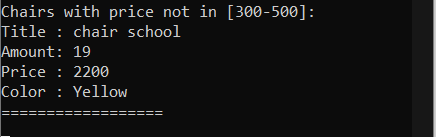 Chairs with price not in [300-500]:
Title : chair school
Amount: 19
Price : 2200
Color : Yellow
==================